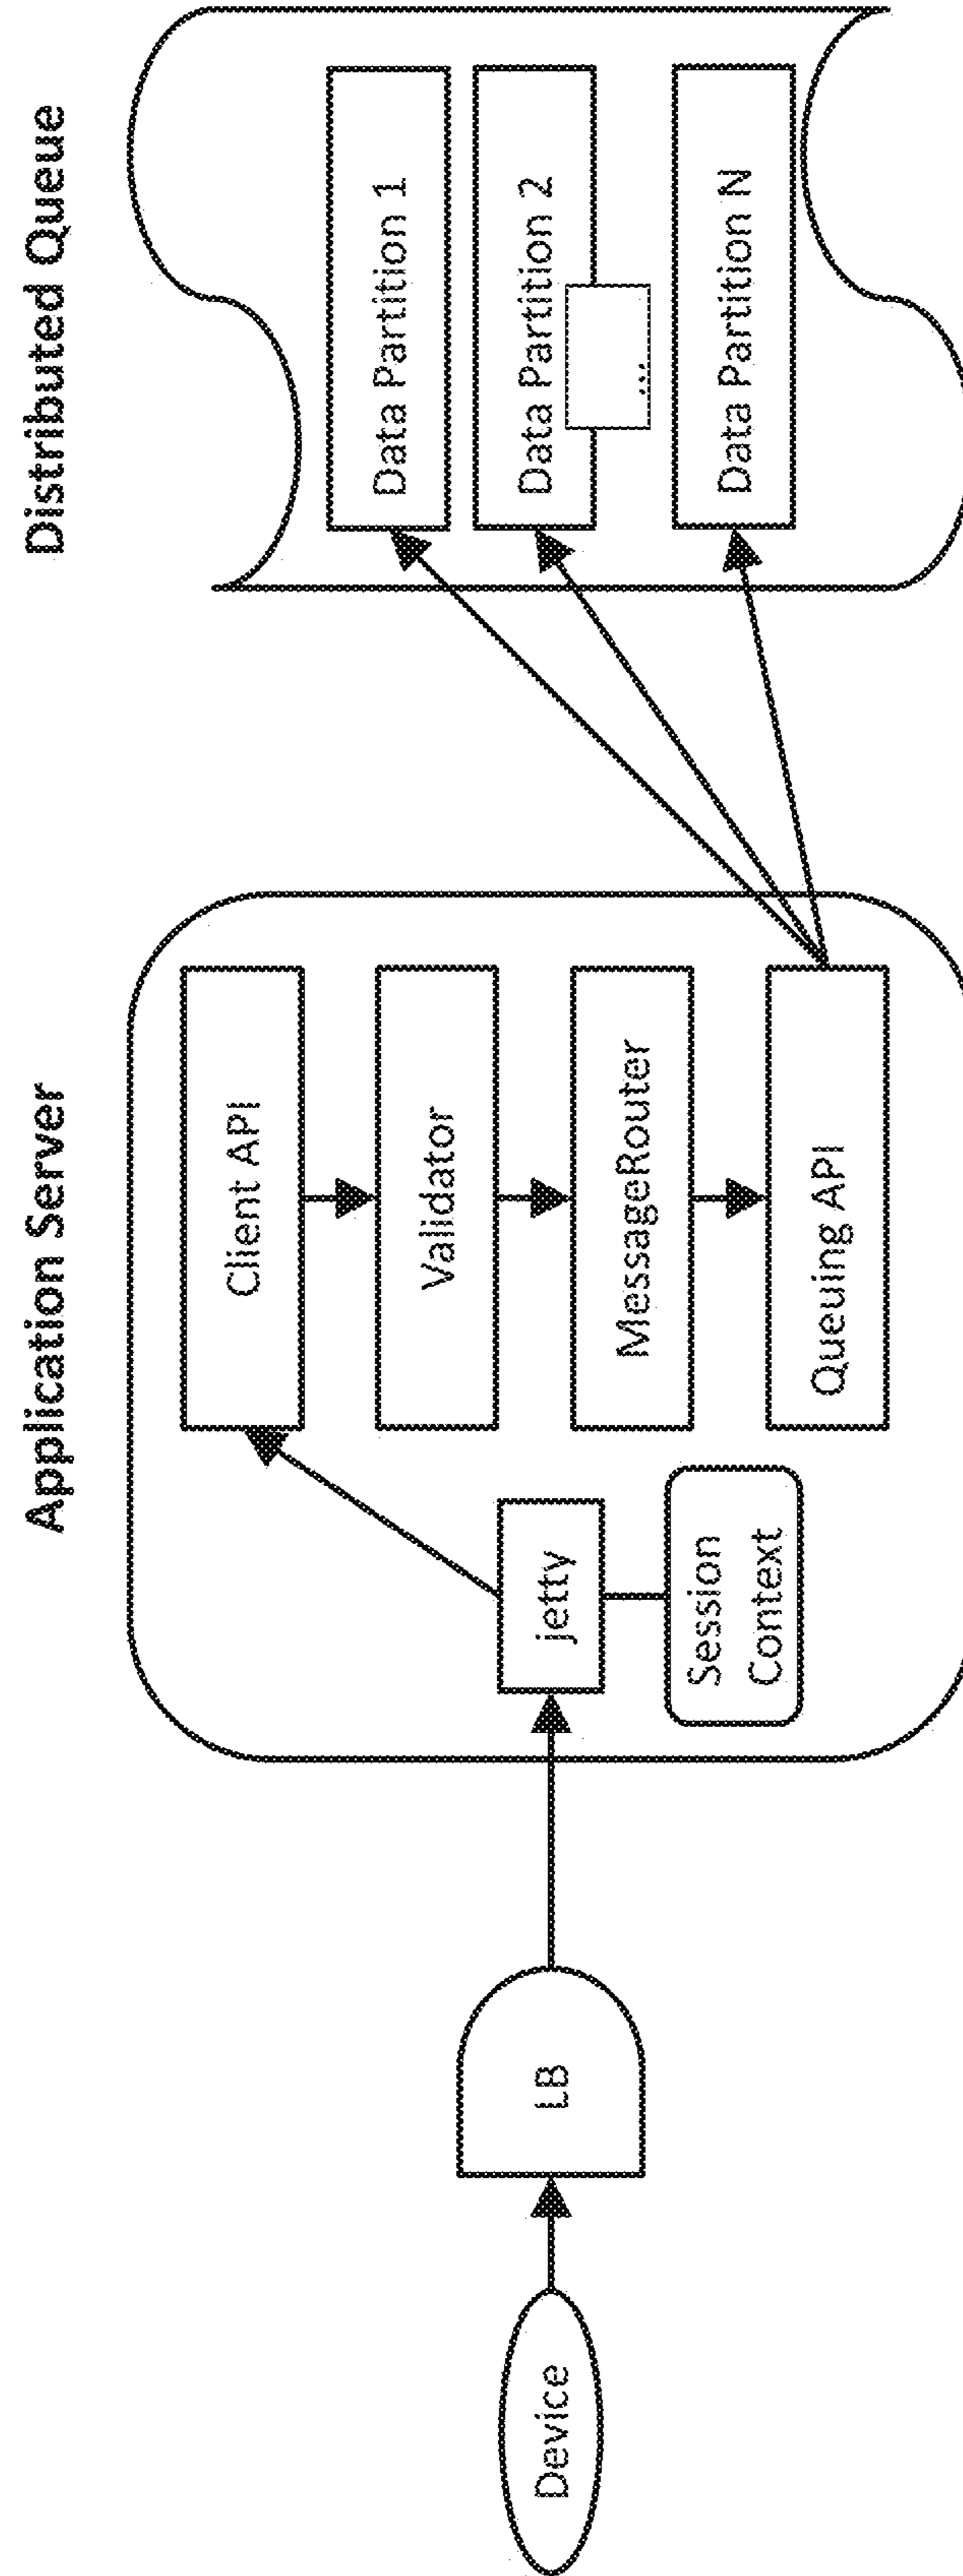 Application Server
Distributed Queue
Device
LB
jetty
Session
Context
Client API
Validator
MessageRouter
Queuing API
Data Partition 1
Data Partition 2
...
Data Partition N